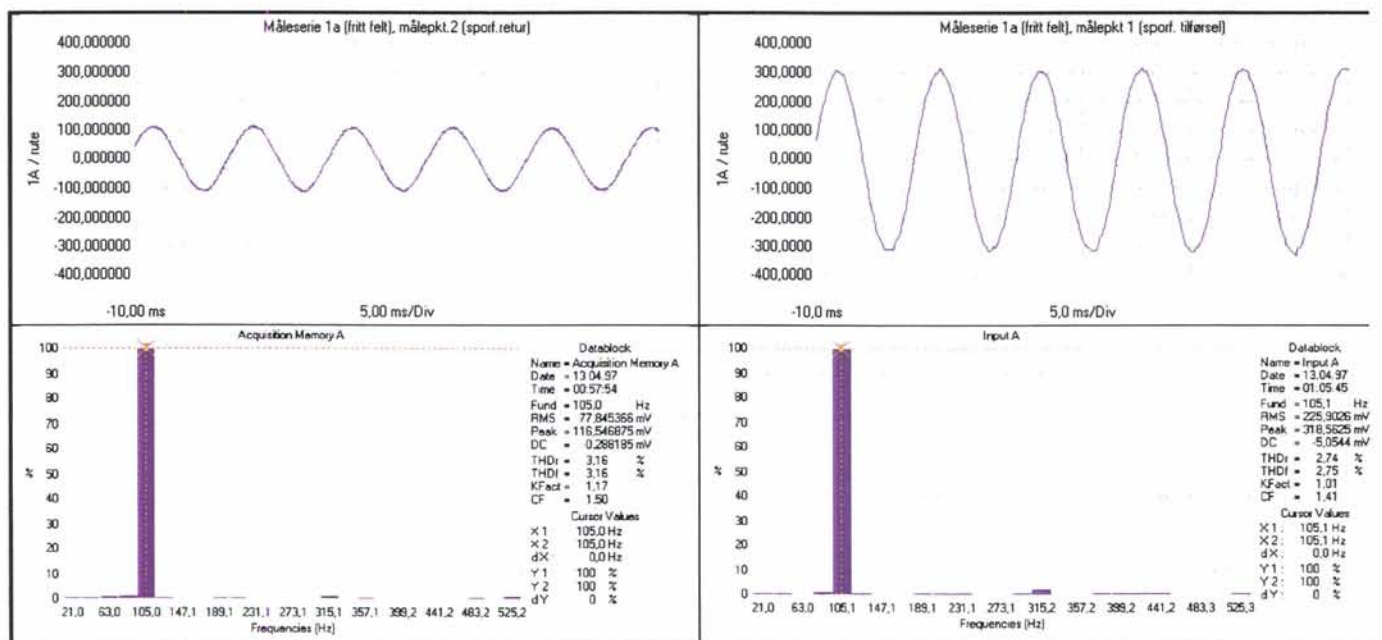 Måleserie 1a (fritt felt), målepkt.2 (sporf.retur)
400,000000
300,000000
200,000000
100,000000
0,000000
-100,000000
-200,000000
-300,000000
-400,000000
1A / rute
-10,00 ms
5,00 ms/Div
Måleserie 1a (fritt felt), målepkt 1 (sporf. tilførsel)
400,0000
300,0000
200,0000
100,0000
0,0000
-100,0000
-200,0000
-300,0000
-400,0000
1A / rute
-10,0 ms
5,0 ms/Div
Acquisition Memory A
100
90
80
70
60
50
40
30
20
10
0
%
21,0 63,0 105,0 147,1 189,1 231,1 273,1 315,1 357,1 399,2 441,2 483,2 525,2
Frequencies (Hz)
Datablock
Name = Acquisition Memory A
Date = 13.04.97
Time = 00:57:54
Fund = 105.0 Hz
RMS = 77,845366 mV
Peak = 116,546875 mV
DC = -0,288185 mV
THDr = 3,16 %
THDf = 3,16 %
KFact = 1,17
CF = 1,50
Cursor Values
X 1 : 105,0 Hz
X 2 : 105,0 Hz
dX : 0,0 Hz
Y 1 : 100 %
Y 2 : 100 %
dY : 0 %
Input A
100
90
80
70
60
50
40
30
20
10
0
%
21,0 63,0 105,1 147,1 189,1 231,1 273,1 315,2 357,2 399,2 441,2 483,3 525,3
Frequencies (Hz)
Datablock
Name = Input A
Date = 13.04.97
Time = 01.05.45
Fund = 105,1 Hz
RMS = 225,9026 mV
Peak = 318,5625 mV
DC = -5,0544 mV
THDr = 2,74 %
THDf = 2,75 %
KFact = 1,01
CF = 1,41
Cursor Values
X 1 : 105,1 Hz
X 2 : 105,1 Hz
dX : 0,0 Hz
Y 1 : 100 %
Y 2 : 100 %
dY : 0 %